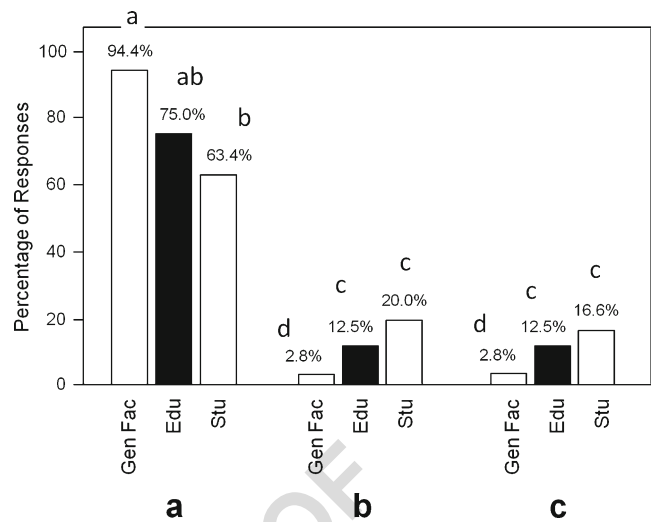 a
100
94.4%
ab
80
75.0%
b
63.4%
60
40
20
0
Percentage of Responses
d
c
c
2.8%
12.5%
20.0%
d
c
c
2.8%
12.5%
16.6%
Gen Fac
Edu
Stu
Gen Fac
Edu
Stu
Gen Fac
Edu
Stu
a
b
c
OF